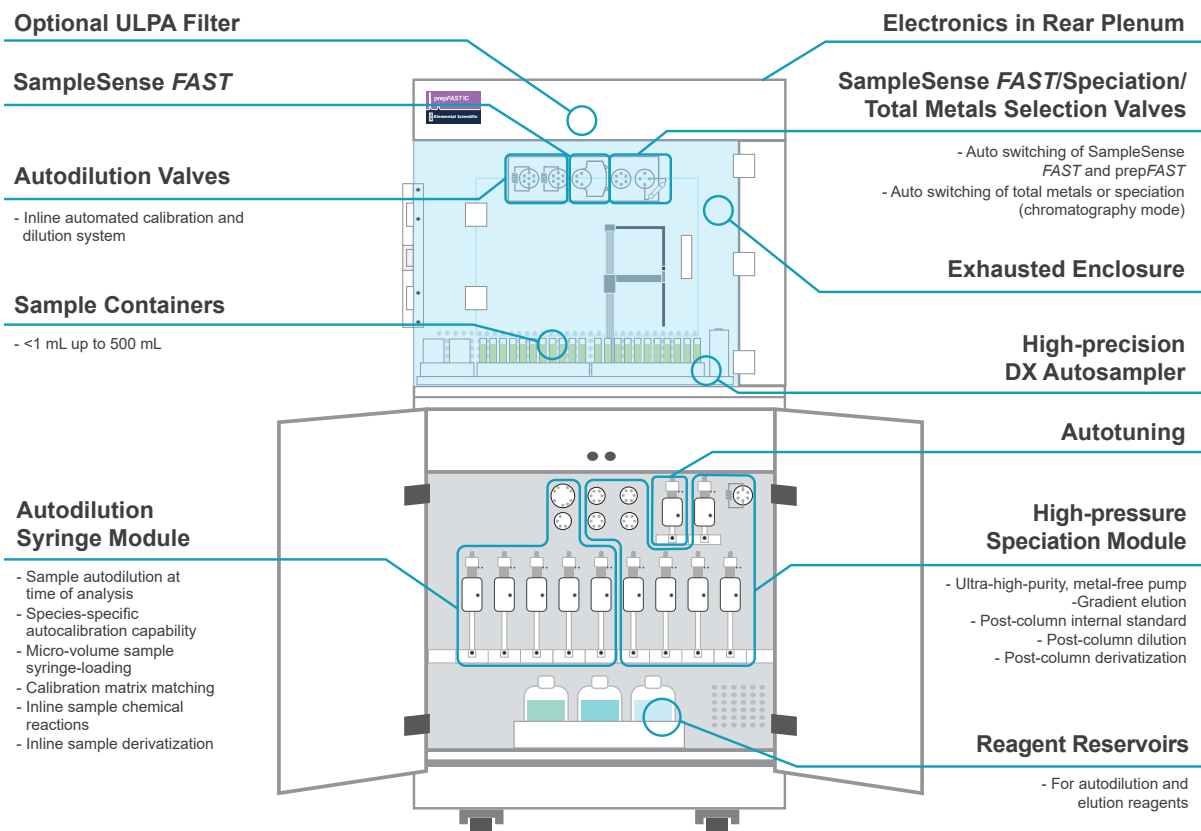 Optional ULPA Filter
SampleSense FAST
Autodilution Valves
- Inline automated calibration and
dilution system
Sample Containers
- <1 mL up to 500 mL
Autodilution
Syringe Module
- Sample autodilution at
time of analysis
- Species-specific
autocalibration capability
- Micro-volume sample
syringe-loading
- Calibration matrix matching
- Inline sample chemical
reactions
- Inline sample derivatization
prepFAST IC
Elemental Scientific
Electronics in Rear Plenum
SampleSense FAST/Speciation/
Total Metals Selection Valves
- Auto switching of SampleSense
FAST and prepFAST
- Auto switching of total metals or speciation
(chromatography mode)
Exhausted Enclosure
High-precision
DX Autosampler
Autotuning
High-pressure
Speciation Module
- Ultra-high-purity, metal-free pump
-Gradient elution
- Post-column internal standard
- Post-column dilution
- Post-column derivatization
Reagent Reservoirs
- For autodilution and
elution reagents